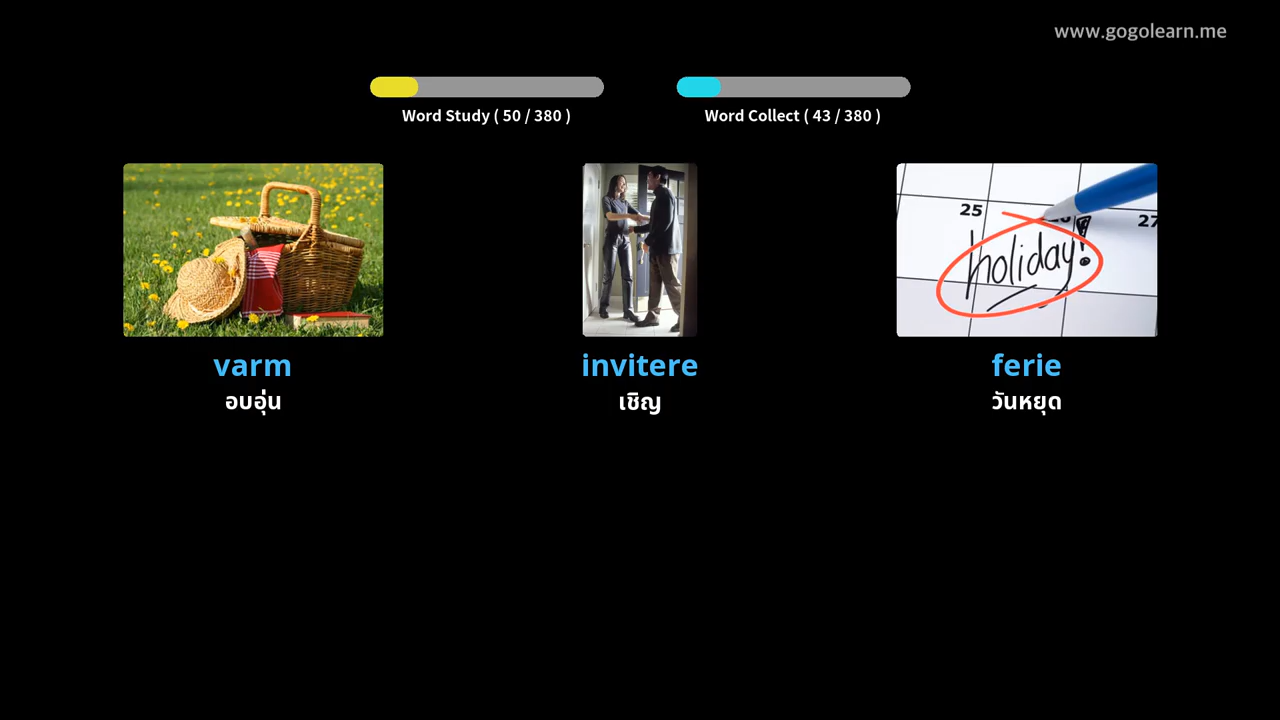 www.gogolearn.me
Word Study ( 50 / 380 )
Word Collect ( 43 / 380 )
25
27
holiday!
varm
อบอุ่น
invitere
เชิญ
ferie
วันหยุด